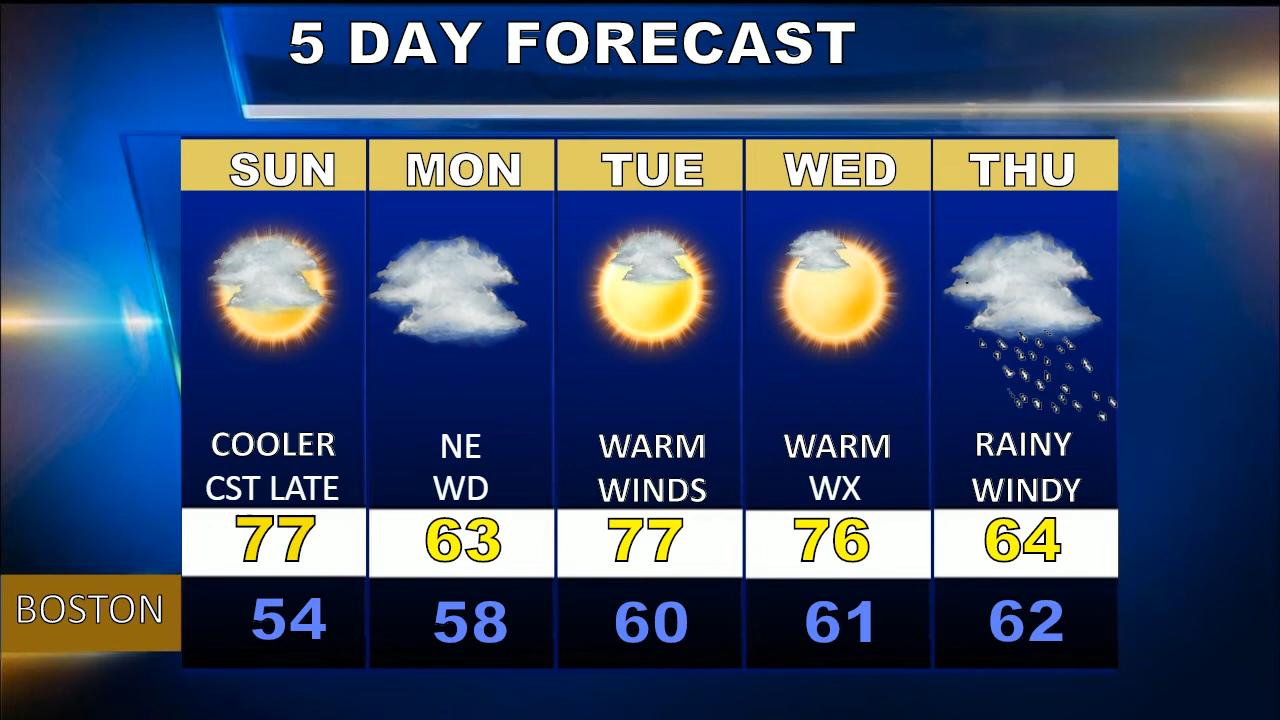 5 DAY FORECAST
SUN MON TUE WED THU
COOLER NE WARM WARM RAINY
CST LATE WD WINDS WX WINDY
77 63 77 76 64
BOSTON 54 58 60 61 62